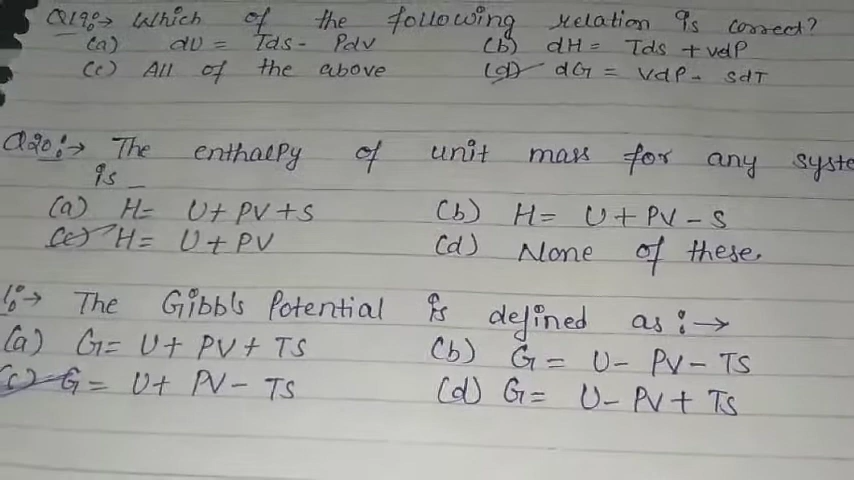 Q19:→ Which of the following relation is correct?
(a) dU = Tds - Pdv (b) dH = Tds + vdP
(c) All of the above (d) dG = VdP - SdT
Q20:→ The enthalpy of unit mass for any syste
is _
(a) H= U + PV + S (b) H = U + PV - S
(c) H= U + PV (d) None of these.
1:→ The Gibb's Potential is defined as:→
(a) G= U + PV + TS (b) G = U - PV - TS
(c) G = U + PV - TS (d) G = U - PV + TS